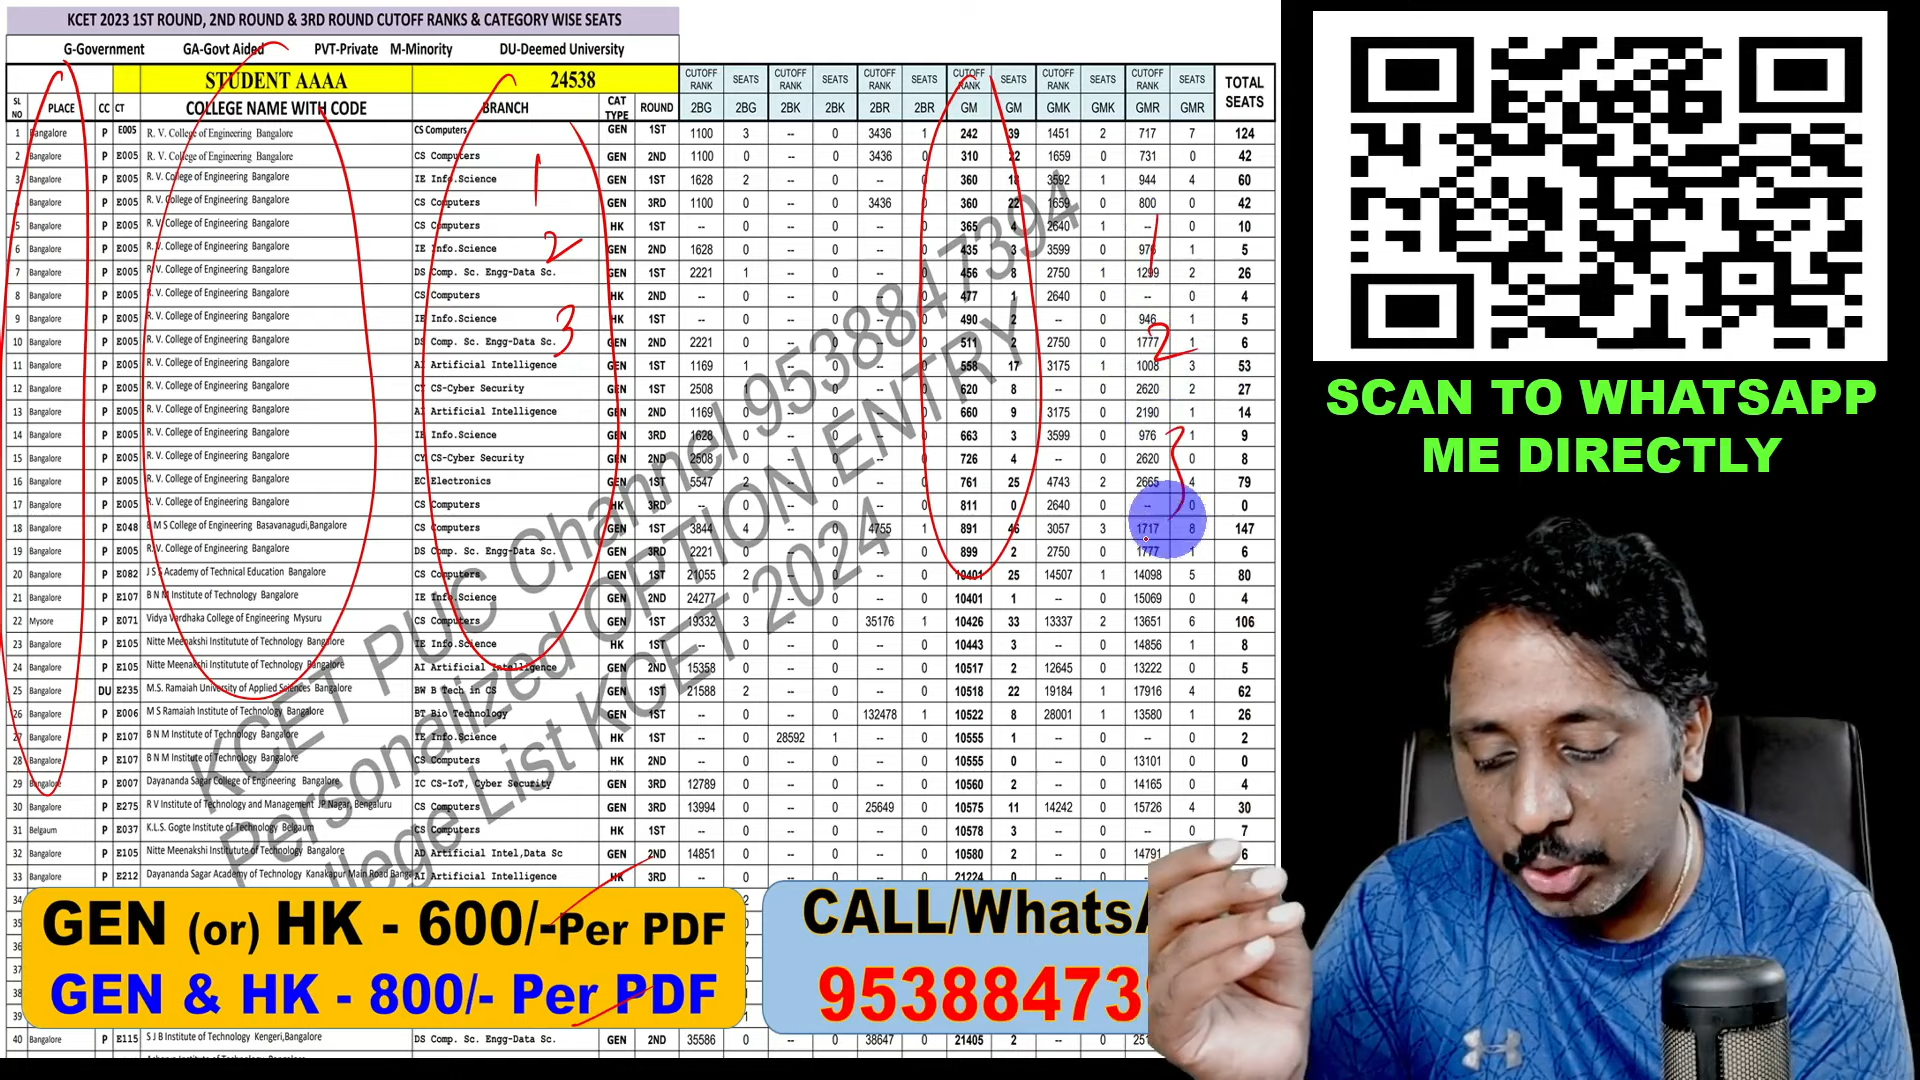 KCET 2023 1ST ROUND, 2ND ROUND & 3RD ROUND CUTOFF RANKS & CATEGORY WISE SEATS
G-Government GA-Govt Aided PVT-Private M-Minority DU-Deemed University
STUDENT AAAA 24538 CUTOFF RANK SEATS CUTOFF RANK SEATS CUTOFF RANK SEATS CUTOFF RANK SEATS CUTOFF RANK SEATS CUTOFF RANK SEATS TOTAL SEATS
SL NO PLACE CC CT COLLEGE NAME WITH CODE BRANCH CAT TYPE ROUND 2BG 2BG 2BK 2BK 2BR 2BR GM GM GMK GMK GMR GMR
1 Bangalore P E005 R. V. College of Engineering Bangalore CS Computers GEN 1ST 1100 3 -- 0 3436 1 242 39 1451 2 717 7 124
2 Bangalore P E005 R. V. College of Engineering Bangalore CS Computers GEN 2ND 1100 0 -- 0 3436 0 310 22 1659 0 731 0 42
3 Bangalore P E005 R. V. College of Engineering Bangalore IE Info.Science GEN 1ST 1628 2 -- 0 -- 0 360 18 3592 1 944 4 60
4 Bangalore P E005 R. V. College of Engineering Bangalore CS Computers GEN 3RD 1100 0 -- 0 3436 0 360 22 1659 0 800 0 42
5 Bangalore P E005 R. V. College of Engineering Bangalore CS Computers HK 1ST -- 0 -- 0 -- 0 365 4 2640 1 -- 0 10
6 Bangalore P E005 R. V. College of Engineering Bangalore IE Info.Science GEN 2ND 1628 0 -- 0 -- 0 435 3 3599 0 976 1 5
7 Bangalore P E005 R. V. College of Engineering Bangalore DS Comp. Sc. Engg-Data Sc. GEN 1ST 2221 1 -- 0 -- 0 456 8 2750 1 1299 2 26
8 Bangalore P E005 R. V. College of Engineering Bangalore CS Computers HK 2ND -- 0 -- 0 -- 0 477 1 2640 0 -- 0 4
9 Bangalore P E005 R. V. College of Engineering Bangalore IE Info.Science HK 1ST -- 0 -- 0 -- 0 490 2 -- 0 946 1 5
10 Bangalore P E005 R. V. College of Engineering Bangalore DS Comp. Sc. Engg-Data Sc. GEN 2ND 2221 0 -- 0 -- 0 511 2 2750 0 1777 1 6
11 Bangalore P E005 R. V. College of Engineering Bangalore AI Artificial Intelligence GEN 1ST 1169 1 -- 0 -- 0 558 17 3175 1 1008 3 53
12 Bangalore P E005 R. V. College of Engineering Bangalore CY CS-Cyber Security GEN 1ST 2508 1 -- 0 -- 0 620 8 -- 0 2620 2 27
13 Bangalore P E005 R. V. College of Engineering Bangalore AI Artificial Intelligence GEN 2ND 1169 0 -- 0 -- 0 660 9 3175 0 2190 1 14
14 Bangalore P E005 R. V. College of Engineering Bangalore IE Info.Science GEN 3RD 1628 0 -- 0 -- 0 663 3 3599 0 976 1 9
15 Bangalore P E005 R. V. College of Engineering Bangalore CY CS-Cyber Security GEN 2ND 2508 0 -- 0 -- 0 726 4 -- 0 2620 0 8
16 Bangalore P E005 R. V. College of Engineering Bangalore EC Electronics GEN 1ST 5547 2 -- 0 -- 0 761 25 4743 2 2665 4 79
17 Bangalore P E005 R. V. College of Engineering Bangalore CS Computers HK 3RD -- 0 -- 0 -- 0 811 0 2640 0 -- 0 0
18 Bangalore P E048 B M S College of Engineering Basavanagudi,Bangalore CS Computers GEN 1ST 3844 4 -- 0 4755 1 891 46 3057 3 1717 8 147
19 Bangalore P E005 R. V. College of Engineering Bangalore DS Comp. Sc. Engg-Data Sc. GEN 3RD 2221 0 -- 0 -- 0 899 2 2750 0 1777 1 6
20 Bangalore P E082 J S S Academy of Technical Education Bangalore CS Computers GEN 1ST 21055 2 -- 0 -- 0 10401 25 14507 1 14098 5 80
21 Bangalore P E107 B N M Institute of Technology Bangalore IE Info.Science GEN 2ND 24277 0 -- 0 -- 0 10401 1 -- 0 15069 0 4
22 Mysore P E071 Vidya Vardhaka College of Engineering Mysuru CS Computers GEN 1ST 19332 3 -- 0 35176 1 10426 33 13337 2 13651 6 106
23 Bangalore P E105 Nitte Meenakshi Institutute of Technology Bangalore IE Info.Science HK 1ST -- 0 -- 0 -- 0 10443 3 -- 0 14856 1 8
24 Bangalore P E105 Nitte Meenakshi Institutute of Technology Bangalore AI Artificial Intelligence GEN 2ND 15358 0 -- 0 -- 0 10517 2 12645 0 13222 0 5
25 Bangalore DU E235 M.S. Ramaiah University of Applied Sciences Bangalore BW B Tech in CS GEN 1ST 21588 2 -- 0 -- 0 10518 22 19184 1 17916 4 62
26 Bangalore P E006 M S Ramaiah Institute of Technology Bangalore BT Bio Technology GEN 1ST -- 0 -- 0 132478 1 10522 8 28001 1 13580 1 26
27 Bangalore P E107 B N M Institute of Technology Bangalore IE Info.Science HK 1ST -- 0 28592 1 -- 0 10555 1 -- 0 -- 0 2
28 Bangalore P E107 B N M Institute of Technology Bangalore CS Computers HK 2ND -- 0 -- 0 -- 0 10555 0 -- 0 13101 0 0
29 Bangalore P E007 Dayananda Sagar College of Engineering Bangalore IC CS-IoT, Cyber Security GEN 3RD 12789 0 -- 0 -- 0 10560 2 -- 0 14165 0 4
30 Bangalore P E275 R V Institute of Technology and Management JP Nagar, Bengaluru CS Computers GEN 3RD 13994 0 -- 0 25649 0 10575 11 14242 0 15726 4 30
31 Belgaum P E037 K.L.S. Gogte Institute of Technology Belgaum CS Computers HK 1ST -- 0 -- 0 -- 0 10578 3 -- 0 -- 0 7
32 Bangalore P E105 Nitte Meenakshi Institutute of Technology Bangalore AD Artificial Intel,Data Sc GEN 2ND 14851 0 -- 0 -- 0 10580 2 -- 0 14791 6
33 Bangalore P E212 Dayananda Sagar Academy of Technology Kanakapur Main Road Banga AI Artificial Intelligence HK 3RD -- 0 -- 0 -- 0 21224 0 -- 0
34
35
36
37
38
39
40 Bangalore P E115 S J B Institute of Technology Kengeri,Bangalore DS Comp. Sc. Engg-Data Sc. GEN 2ND 35586 0 -- 0 38647 0 21405 2 -- 0
KCET PUC Channel 9538847394
Personalized OPTION ENTRY
llege List KCET 2024
1
2
3
1
2
3
GEN (or) HK - 600/-Per PDF
GEN & HK - 800/- Per PDF
CALL/WhatsA
953884739
SCAN TO WHATSAPP
ME DIRECTLY